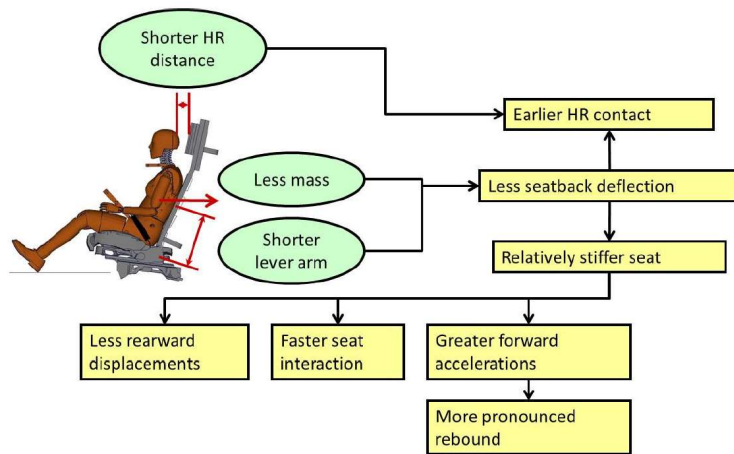 Shorter HR
distance
Earlier HR contact
Less mass
Less seatback deflection
Shorter
lever arm
Relatively stiffer seat
Less rearward
displacements
Faster seat
interaction
Greater forward
accelerations
More pronounced
rebound